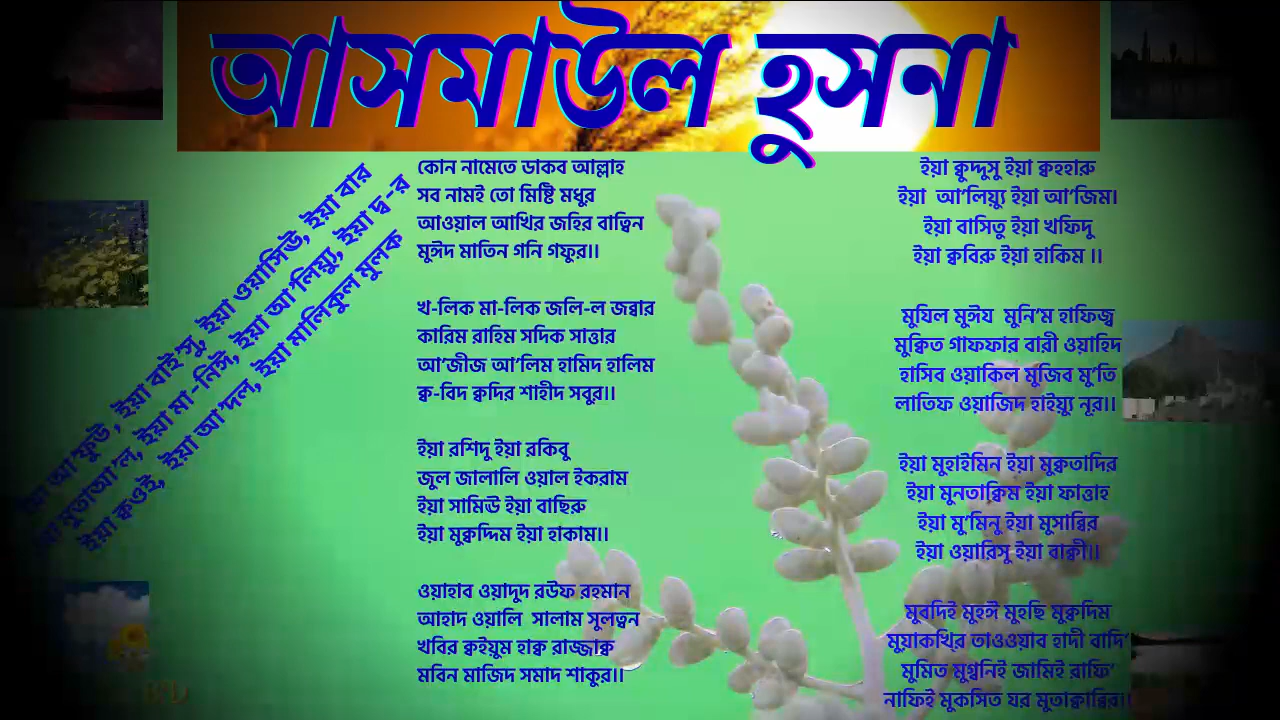 আসমাউল হুসনা
কোন নামেতে ডাকব আল্লাহ
সব নামই তো মিষ্টি মধুর
আওয়াল আখির জহির বাত্বিন
মুঈদ মাতিন গনি গফুর।।
খ-লিক মা-লিক জলি-ল জব্বার
কারিম রাহিম সদিক সাত্তার
আ’জীজ আ’লিম হামিদ হালিম
ক্ব-বিদ ক্বদির শাহীদ সবুর।।
ইয়া রশিদু ইয়া রকিবু
জুল জালালি ওয়াল ইকরাম
ইয়া সামিঊ ইয়া বাছিরু
ইয়া মুক্বদ্দিম ইয়া হাকাম।।
ওয়াহাব ওয়াদুদ রউফ রহমান
আহাদ ওয়ালি সালাম সুলত্বন
খবির ক্বইয়ুম হাক্ব রাজ্জাক্ব
মবিন মাজিদ সমাদ শাকুর।।
ইয়া ক্বুদ্দুসু ইয়া ক্বহহারু
ইয়া আ’লিয়্যু ইয়া আ’জিম।
ইয়া বাসিতু ইয়া খফিদু
ইয়া ক্ববিরু ইয়া হাকিম ।।
মুযিল মুঈয মুনি’ম হাফিজ্ব
মুক্বিত গাফফার বারী ওয়াহিদ
হাসিব ওয়াকিল মুজিব মু’তি
লাতিফ ওয়াজিদ হাইয়্যু নূর।।
ইয়া মুহাইমিন ইয়া মুক্বতাদির
ইয়া মুনতাক্বিম ইয়া ফাত্তাহ
ইয়া মু’মিনু ইয়া মুসাব্বির
ইয়া ওয়ারিসু ইয়া বাক্বী।।
মুবদিই মুহঈ মুহছি মুক্বদিম
মুয়াকখ্খির তাওওয়াব হাদী বাদি’
মুমিত মুগ্বনিই জামিই রাফি’
নাফিই মুকসিত যর মুতাক্বাব্বির।।
ইয়া আ’ফুউ, ইয়া বাই’সু, ইয়া ওয়াসিউ, ইয়া বার
মুতাআ’ল, ইয়া মা-নিঈ, ইয়া আ’লিয়্যু, ইয়া দ্ব-র
ইয়া ক্বওই, ইয়া আ’দল, ইয়া মালিকুল মুলক